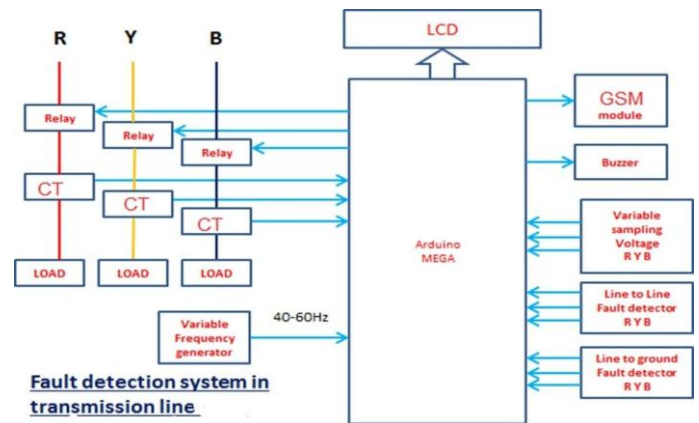 LCD
R Y B
GSM
module
Relay
Relay
Relay
Buzzer
CT
CT
CT
Arduino
MEGA
Variable
sampling
Voltage
R Y B
LOAD
LOAD
LOAD
Line to Line
Fault detector
R Y B
40-60Hz
Variable
Frequency
generator
Line to ground
Fault detector
R Y B
Fault detection system in
transmission line